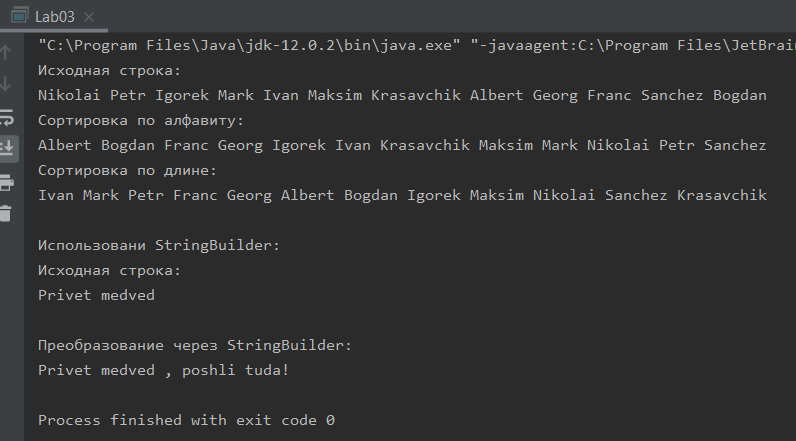 Lab03
"C:\Program Files\Java\jdk-12.0.2\bin\java.exe" "-javaagent:C:\Program Files\JetBrai
Исходная строка:
Nikolai Petr Igorek Mark Ivan Maksim Krasavchik Albert Georg Franc Sanchez Bogdan
Сортировка по алфавиту:
Albert Bogdan Franc Georg Igorek Ivan Krasavchik Maksim Mark Nikolai Petr Sanchez
Сортировка по длине:
Ivan Mark Petr Franc Georg Albert Bogdan Igorek Maksim Nikolai Sanchez Krasavchik
Использовани StringBuilder:
Исходная строка:
Privet medved
Преобразование через StringBuilder:
Privet medved , poshli tuda!
Process finished with exit code 0